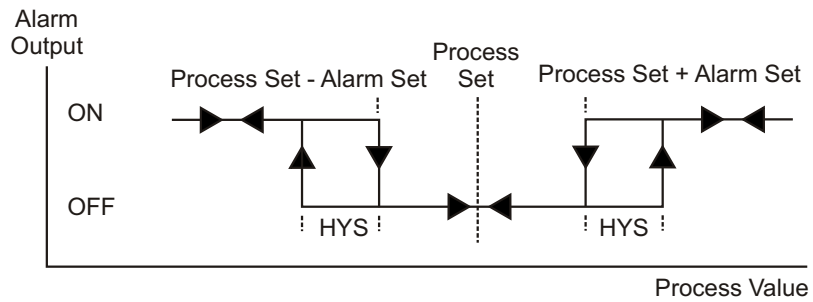 Alarm
Output
Process
Set
Process Set - Alarm Set
Process Set + Alarm Set
ON
OFF
HYS
HYS
Process Value